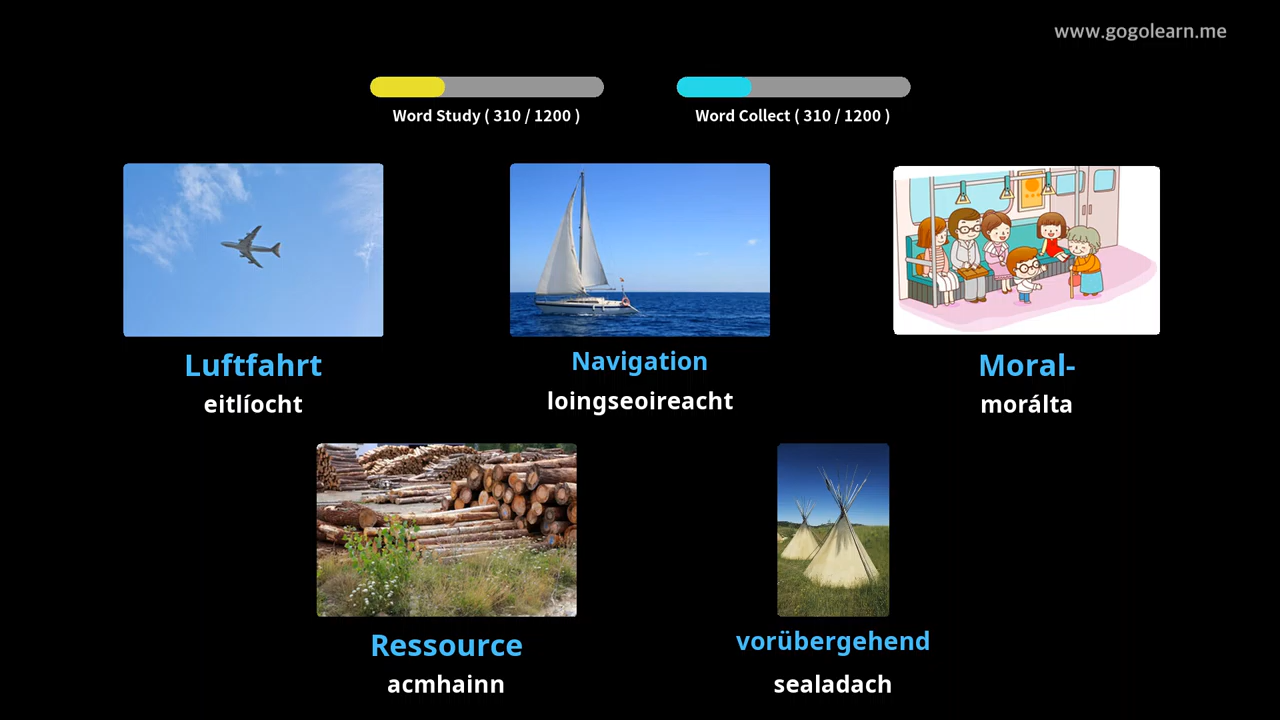 www.gogolearn.me
Word Study ( 310 / 1200 )
Word Collect ( 310 / 1200 )
Luftfahrt
eitlíocht
Navigation
loingseoireacht
Moral-
morálta
Ressource
acmhainn
vorübergehend
sealadach